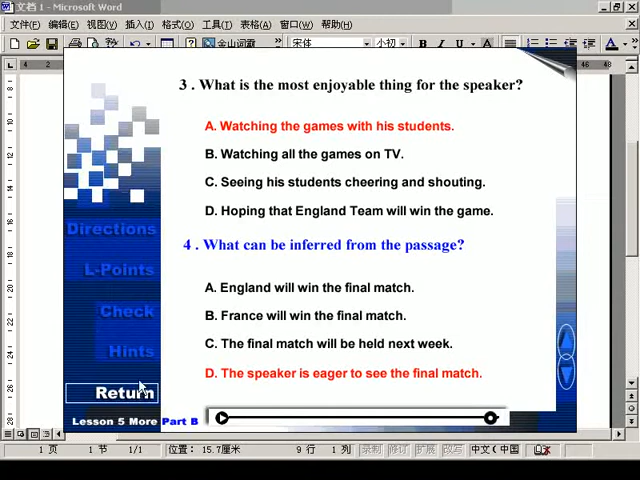 文档 1 - Microsoft Word
文件(F) 编辑(E) 视图(V) 插入(I) 格式(O) 工具(T) 表格(A) 窗口(W) 帮助(H)
金山词霸 宋体 小初 B I U A
4 2 46 48
3 . What is the most enjoyable thing for the speaker?
A. Watching the games with his students.
B. Watching all the games on TV.
C. Seeing his students cheering and shouting.
D. Hoping that England Team will win the game.
Directions
4 . What can be inferred from the passage?
L-Points
A. England will win the final match.
Check
B. France will win the final match.
C. The final match will be held next week.
Hints
D. The speaker is eager to see the final match.
Return
Lesson 5 More Part B
1 页 1 节 1/1 位置: 15.7厘米 9 行 1 列 录制 修订 扩展 改写 中文(中国